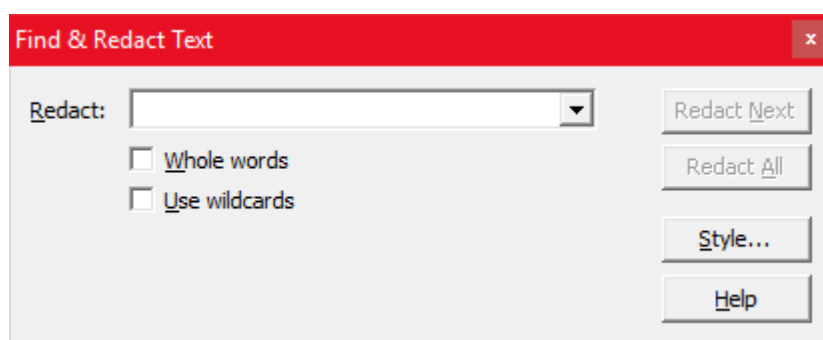 Find & Redact Text x
Redact: Redact Next
Whole words Redact All
Use wildcards
Style...
Help